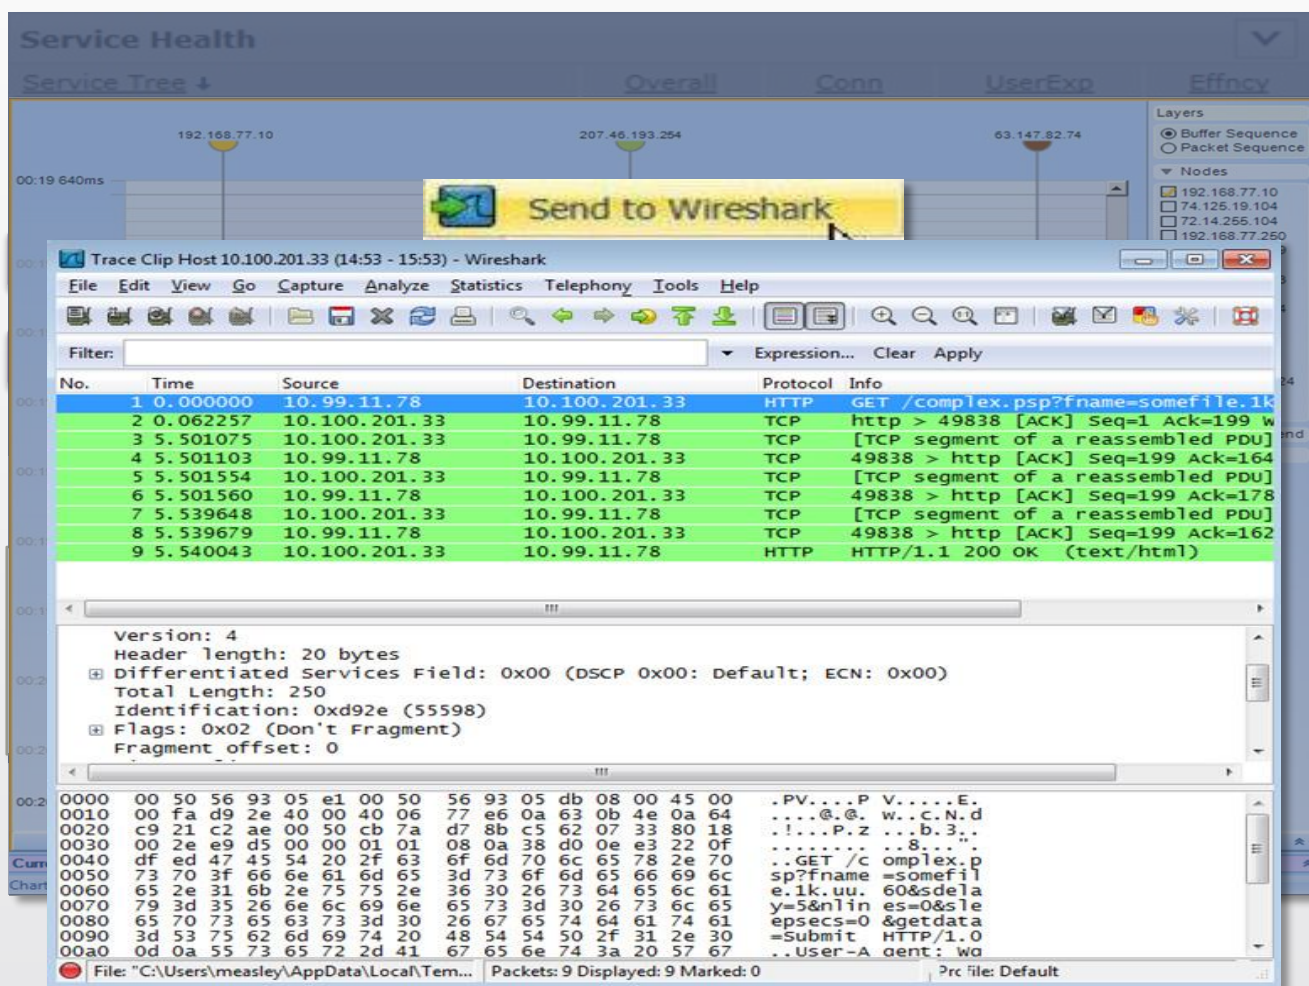 Service Health
Service Tree Overall Conn UserExp Effncy
Layers
192.168.77.10 207.46.193.254 63.147.82.74
Buffer Sequence
Packet Sequence
00:19 640ms
Nodes
192.168.77.10
74.125.19.104
72.14.255.104
192.168.77.250
Send to Wireshark
Trace Clip Host 10.100.201.33 (14:53 - 15:53) - Wireshark
File Edit View Go Capture Analyze Statistics Telephony Tools Help
Filter: Expression... Clear Apply
No. Time Source Destination Protocol Info
1 0.000000 10.99.11.78 10.100.201.33 HTTP GET /complex.psp?fname=somefile.1k
2 0.062257 10.100.201.33 10.99.11.78 TCP http > 49838 [ACK] Seq=1 Ack=199 W
3 5.501075 10.100.201.33 10.99.11.78 TCP [TCP segment of a reassembled PDU]
4 5.501103 10.99.11.78 10.100.201.33 TCP 49838 > http [ACK] Seq=199 Ack=164
5 5.501554 10.100.201.33 10.99.11.78 TCP [TCP segment of a reassembled PDU]
6 5.501560 10.99.11.78 10.100.201.33 TCP 49838 > http [ACK] Seq=199 Ack=178
7 5.539648 10.100.201.33 10.99.11.78 TCP [TCP segment of a reassembled PDU]
8 5.539679 10.99.11.78 10.100.201.33 TCP 49838 > http [ACK] Seq=199 Ack=162
9 5.540043 10.100.201.33 10.99.11.78 HTTP HTTP/1.1 200 OK (text/html)
Version: 4
Header length: 20 bytes
Differentiated Services Field: 0x00 (DSCP 0x00: Default; ECN: 0x00)
Total Length: 250
Identification: 0xd92e (55598)
Flags: 0x02 (Don't Fragment)
Fragment offset: 0
0000 00 50 56 93 05 e1 00 50 56 93 05 db 08 00 45 00 .PV....P V.....E.
0010 00 fa d9 2e 40 00 40 06 77 e6 0a 63 0b 4e 0a 64 ....@.@. w..c.N.d
0020 c9 21 c2 ae 00 50 cb 7a d7 8b c5 62 07 33 80 18 .!...P.z ...b.3..
0030 00 2e e9 d5 00 00 01 01 08 0a 38 d0 0e e3 22 0f ........ ..8...".
0040 df ed 47 45 54 20 2f 63 6f 6d 70 6c 65 78 2e 70 ..GET /c omplex.p
0050 73 70 3f 66 6e 61 6d 65 3d 73 6f 6d 65 66 69 6c sp?fname =somefil
0060 65 2e 31 6b 2e 75 75 2e 36 30 26 73 64 65 6c 61 e.1k.uu. 60&sdela
0070 79 3d 35 26 6e 6c 69 6e 65 73 3d 30 26 73 6c 65 y=5&nlin es=0&sle
0080 65 70 73 65 63 73 3d 30 26 67 65 74 64 61 74 61 epsecs=0 &getdata
0090 3d 53 75 62 6d 69 74 20 48 54 54 50 2f 31 2e 30 =Submit HTTP/1.0
00a0 0d 0a 55 73 65 72 2d 41 67 65 6e 74 3a 20 57 67 ..User-A gent: Wg
File: "C:\Users\measley\AppData\Local\Tem... Packets: 9 Displayed: 9 Marked: 0 file: Default